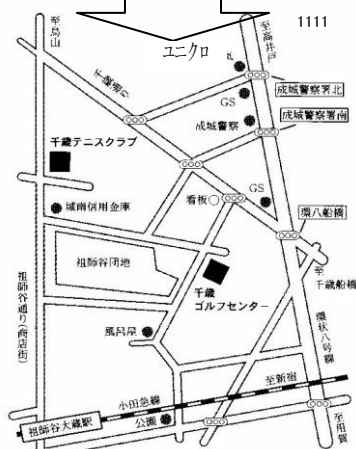 1111
ユニクロ
至烏山
至高井戸
千歳通り
成城警察署北
GS
成城警察署南
成城警察
千歳テニスクラブ
GS
看板
城南信用金庫
環八船橋
祖師谷団地
至千歳船橋
千歳
ゴルフセンター
祖師谷通り(商店街)
環状八号線
風呂屋
至新宿
小田急線
祖師谷大蔵駅
公園
至用賀